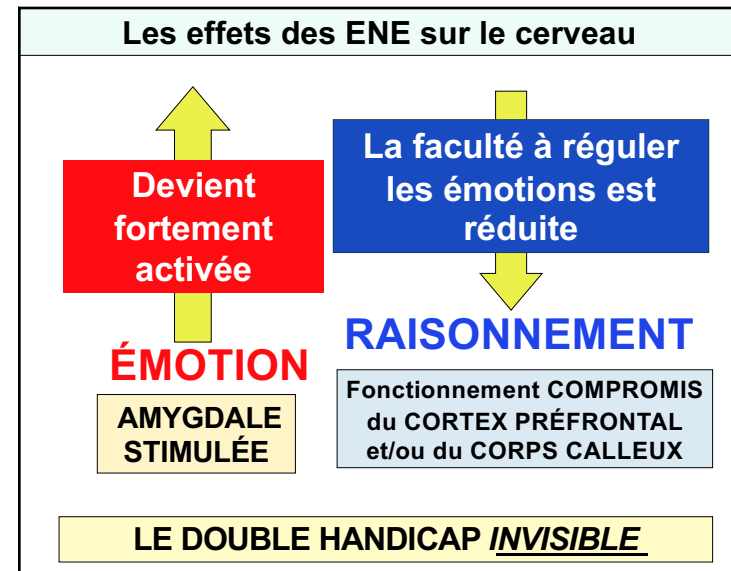 Les effets des ENE sur le cerveau
Devient
fortement
activée
ÉMOTION
AMYGDALE
STIMULÉE
La faculté à réguler
les émotions est
réduite
RAISONNEMENT
Fonctionnement COMPROMIS
du CORTEX PRÉFRONTAL
et/ou du CORPS CALLEUX
LE DOUBLE HANDICAP INVISIBLE